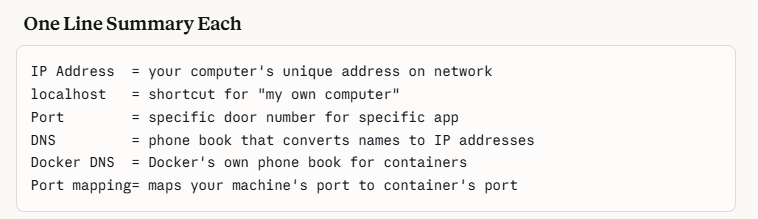 One Line Summary Each
IP Address  = your computer's unique address on network
localhost   = shortcut for "my own computer"
Port        = specific door number for specific app
DNS         = phone book that converts names to IP addresses
Docker DNS  = Docker's own phone book for containers
Port mapping= maps your machine's port to container's port